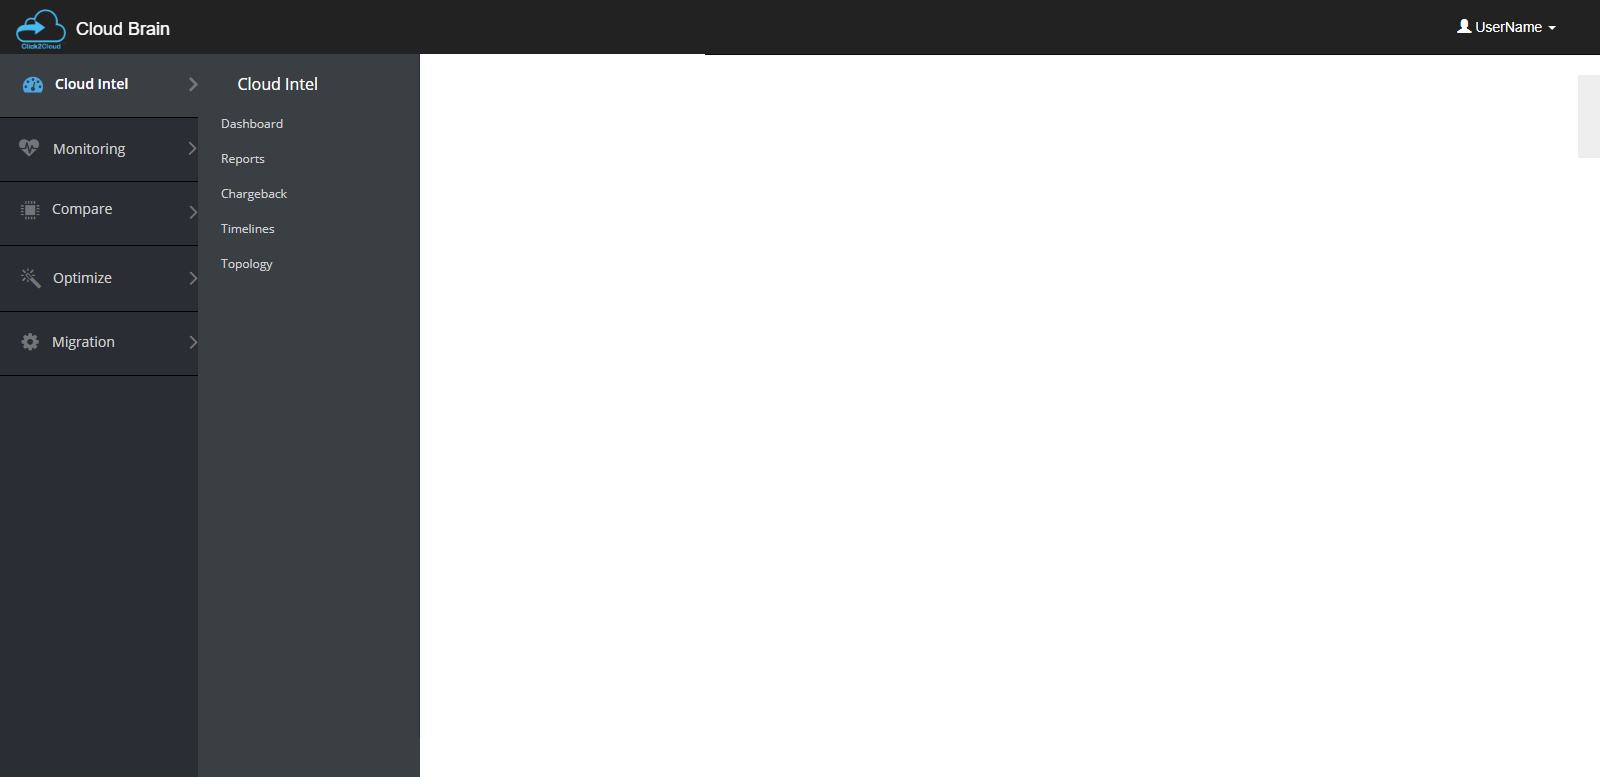 Click2Cloud
Cloud Brain
UserName
Cloud Intel
Monitoring
Compare
Optimize
Migration
Cloud Intel
Dashboard
Reports
Chargeback
Timelines
Topology